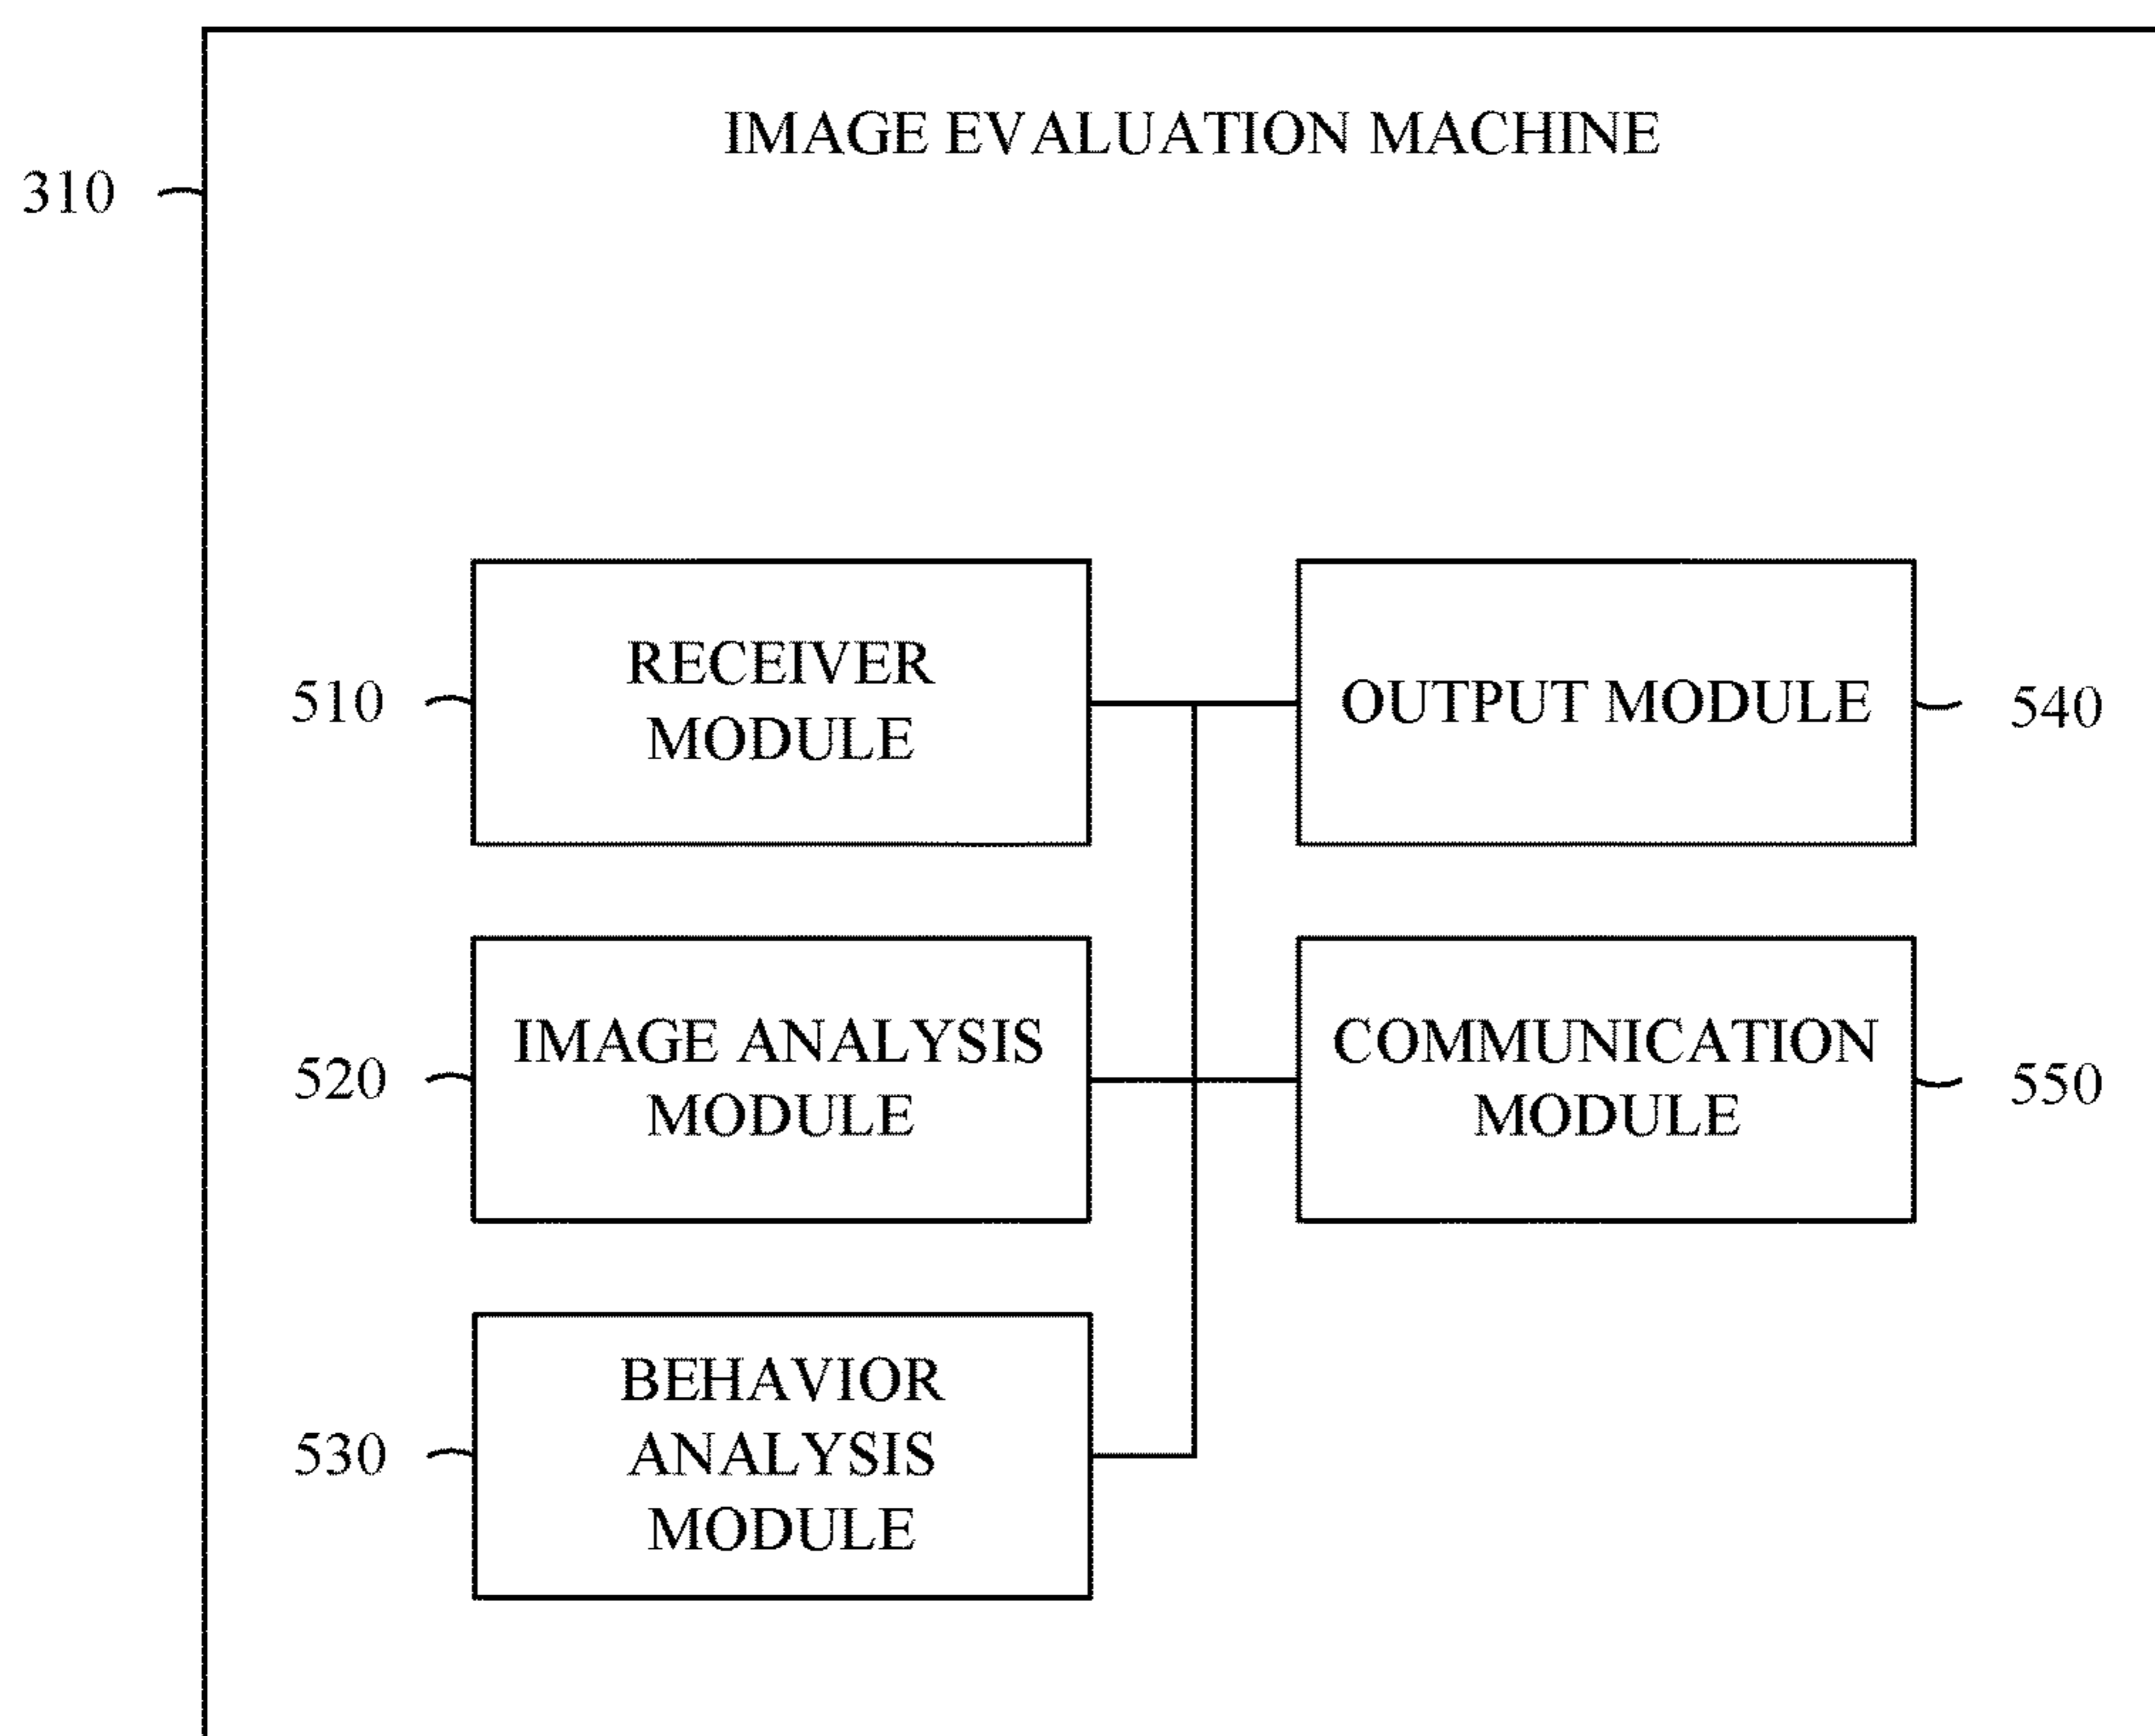 IMAGE EVALUATION MACHINE
310
RECEIVER
MODULE
510
OUTPUT MODULE
540
IMAGE ANALYSIS
MODULE
520
COMMUNICATION
MODULE
550
BEHAVIOR
ANALYSIS
MODULE
530